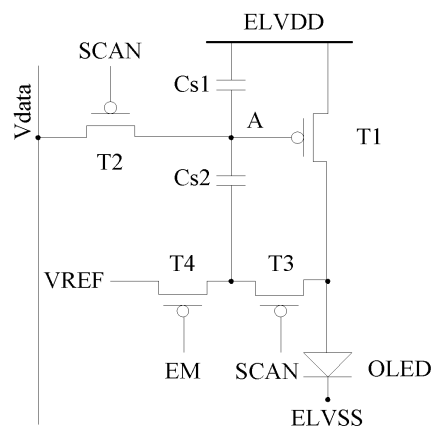 ELVDD
SCAN
Vdata
Cs1
A
T1
T2
Cs2
T4
T3
VREF
EM
SCAN
OLED
ELVSS